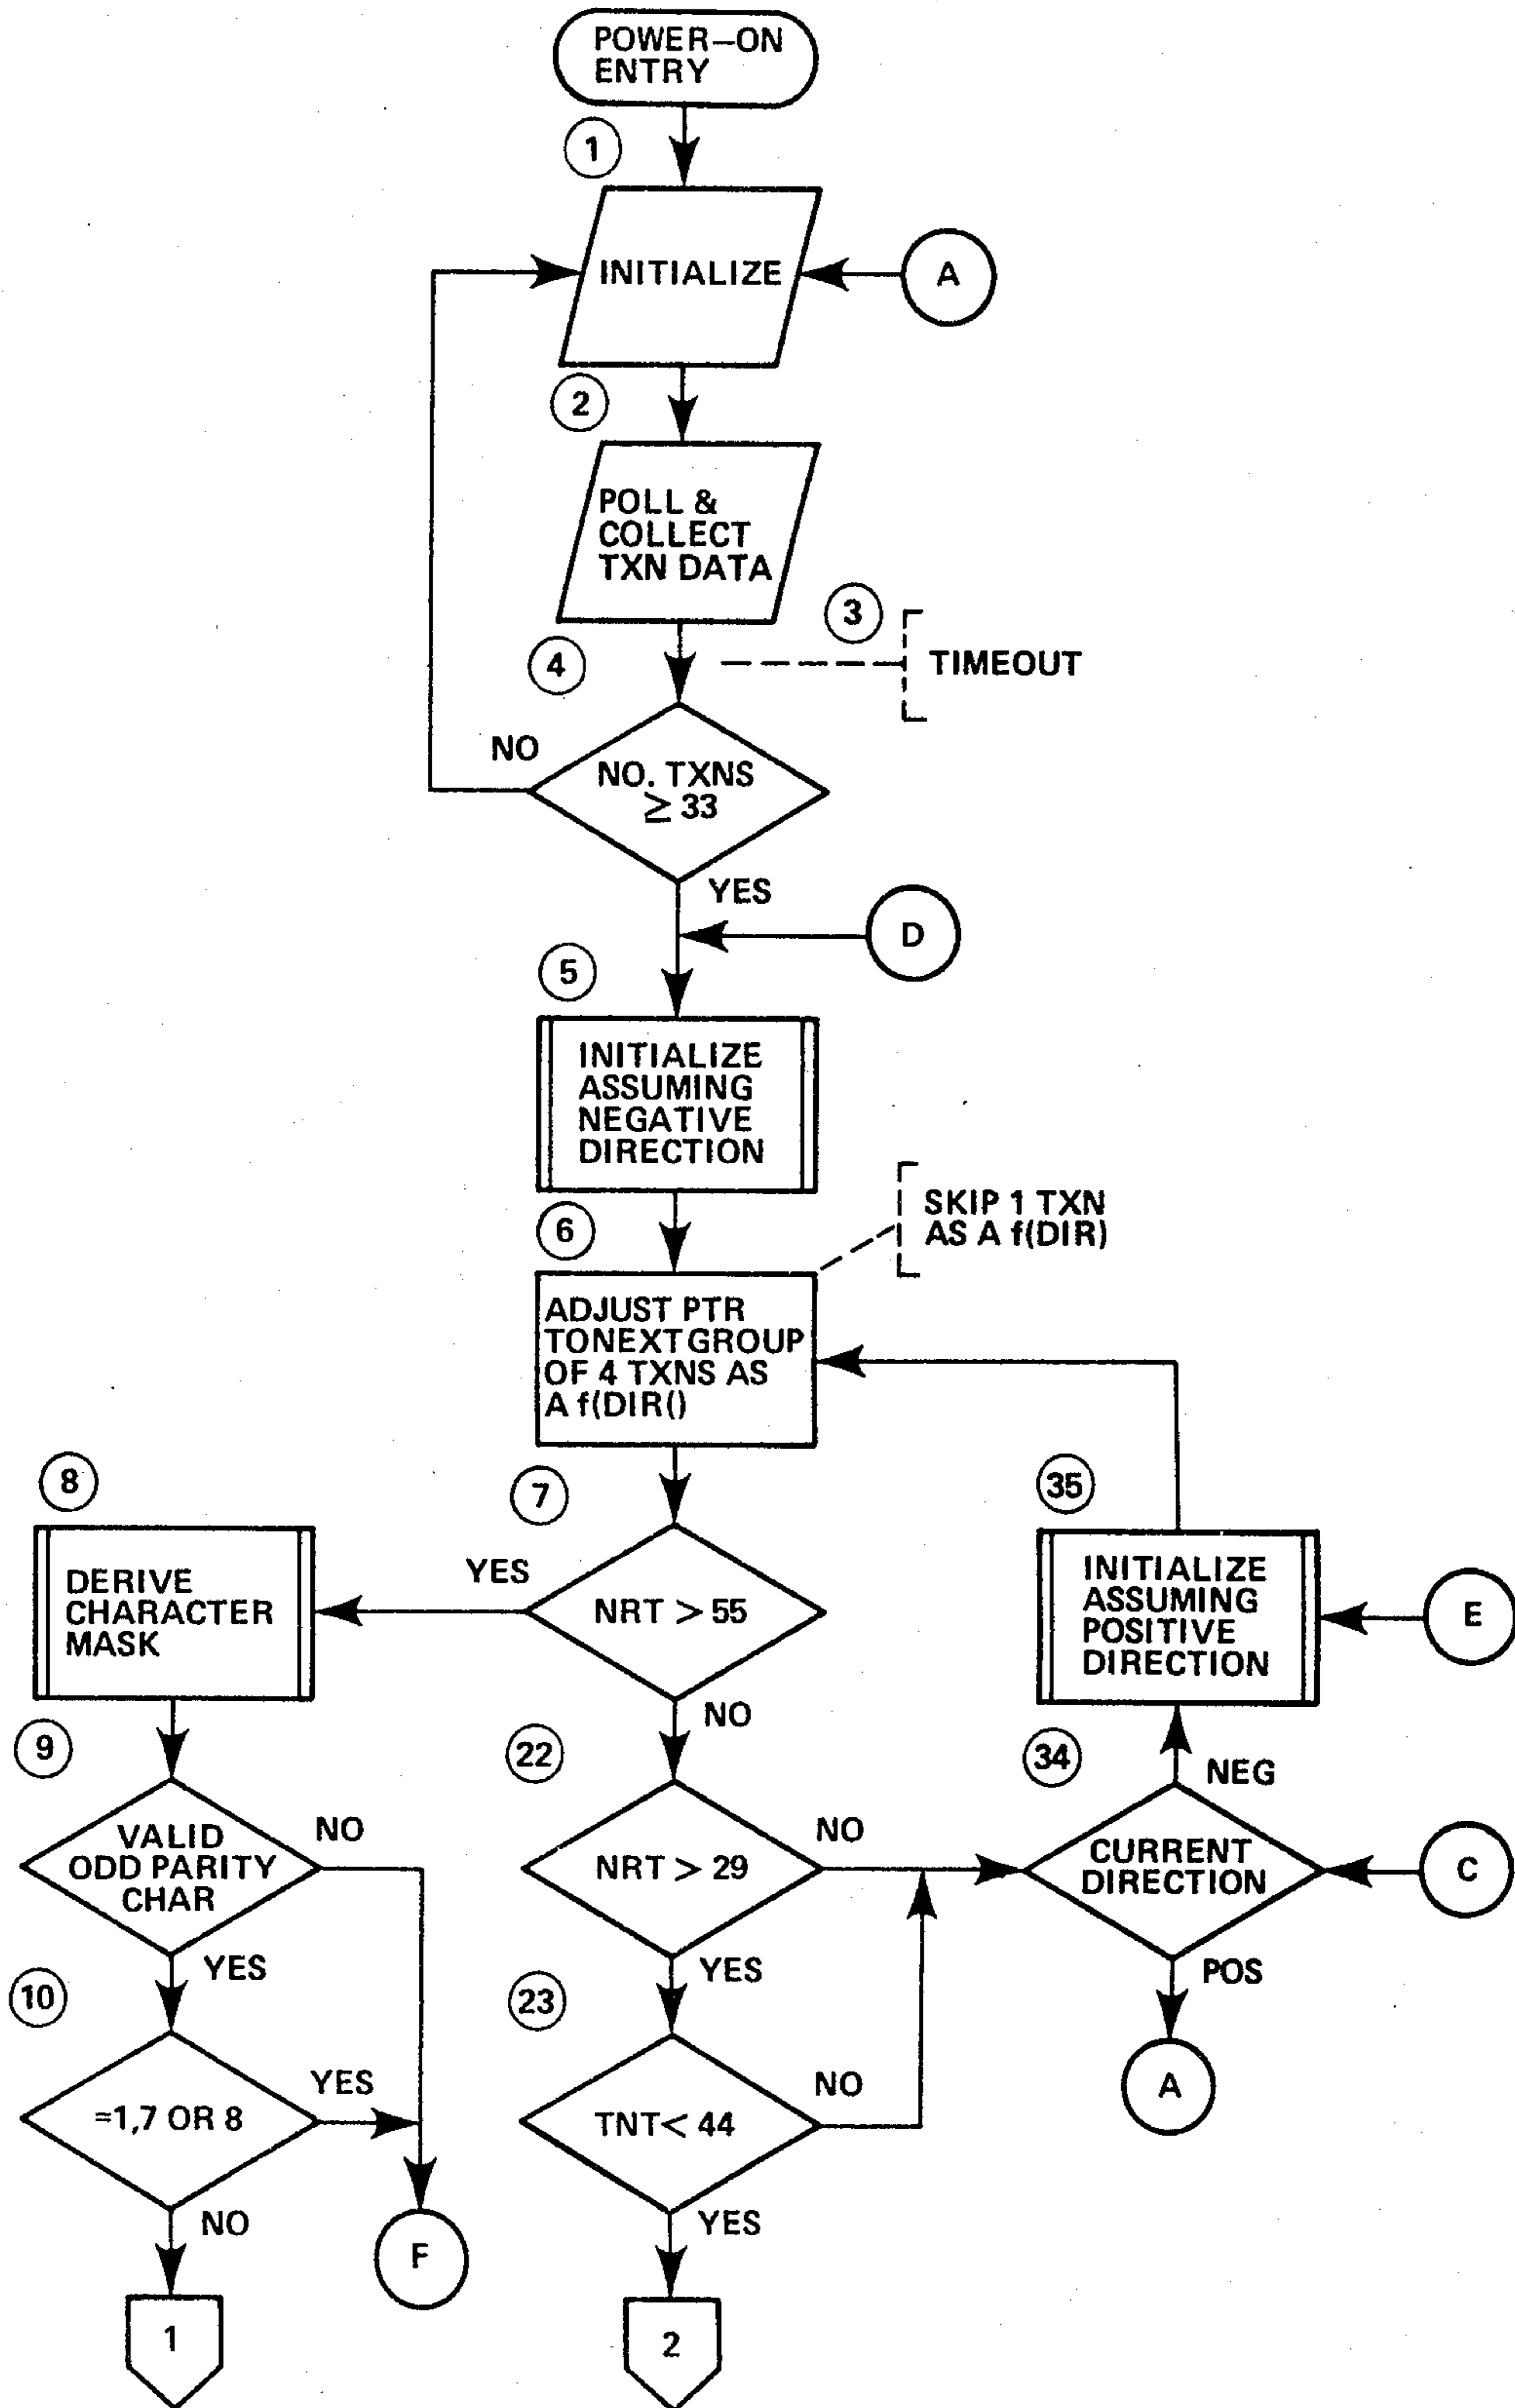 POWER–ON
ENTRY
1
INITIALIZE
A
2
POLL &
COLLECT
TXN DATA
3
TIMEOUT
4
NO
NO. TXNS
≥ 33
YES
D
5
INITIALIZE
ASSUMING
NEGATIVE
DIRECTION
6
SKIP 1 TXN
AS A f(DIR)
ADJUST PTR
TONEXT GROUP
OF 4 TXNS AS
A f(DIR()
7
NRT > 55
YES
NO
8
DERIVE
CHARACTER
MASK
9
VALID
ODD PARITY
CHAR
NO
YES
10
=1,7 OR 8
YES
NO
F
1
22
NRT > 29
NO
YES
23
TNT < 44
NO
YES
2
35
INITIALIZE
ASSUMING
POSITIVE
DIRECTION
E
34
NEG
CURRENT
DIRECTION
C
POS
A